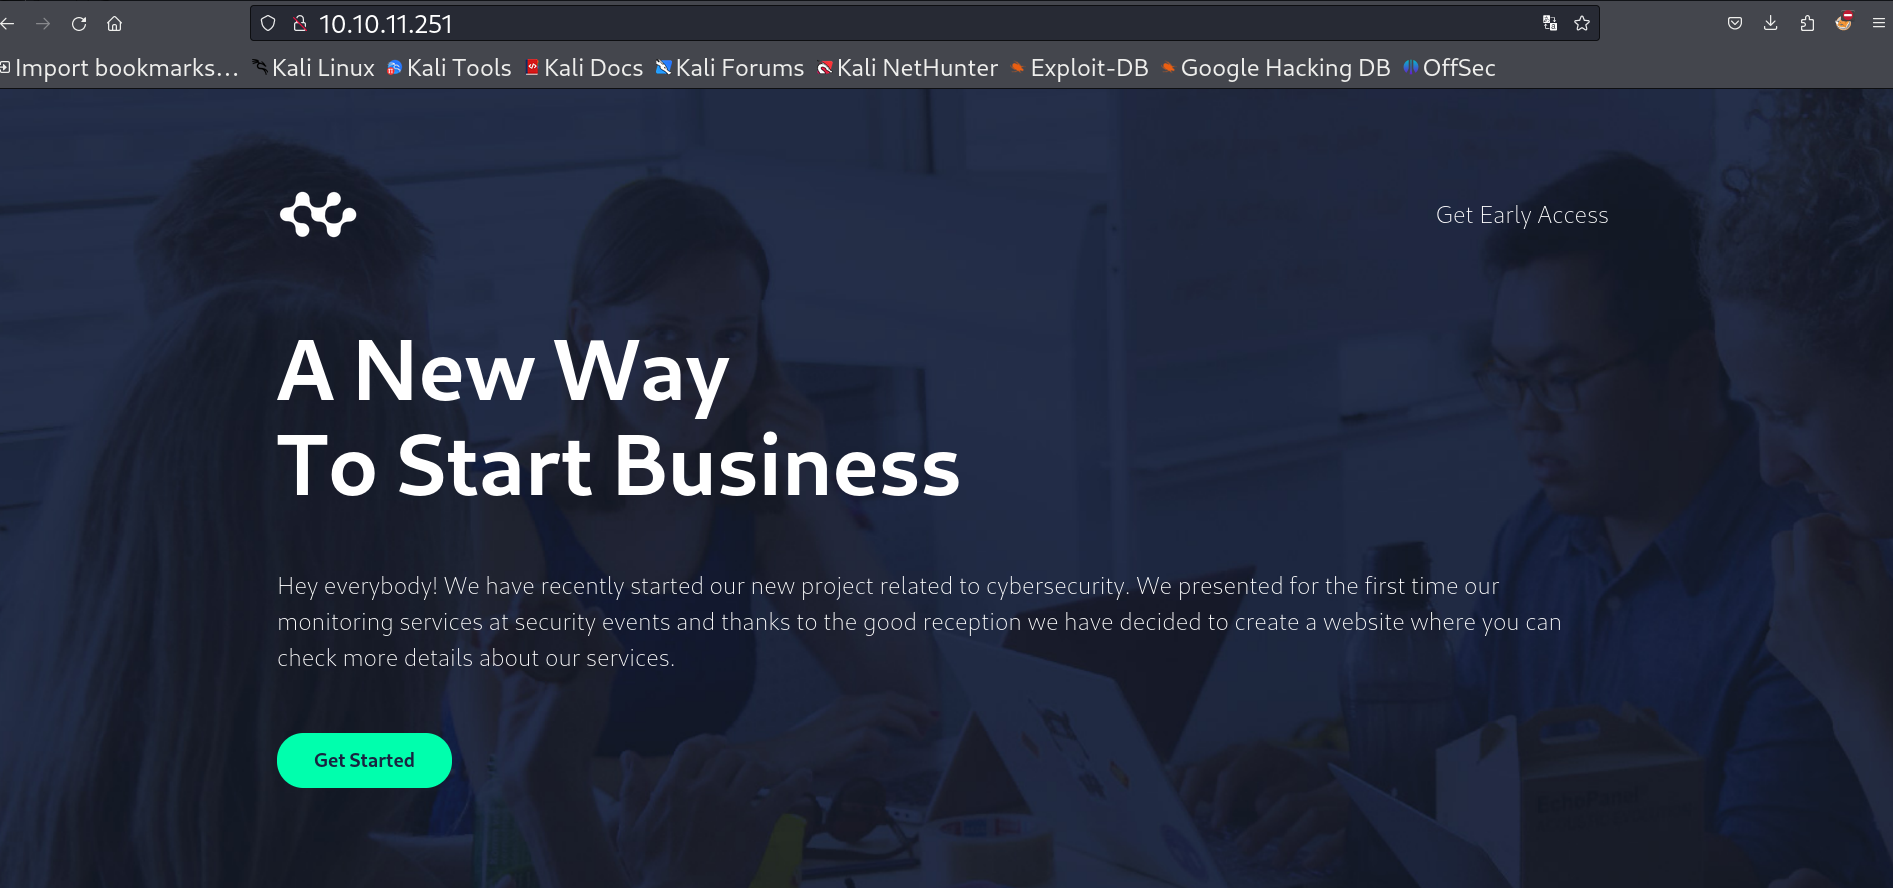 10.10.11.251
Import bookmarks... Kali Linux Kali Tools Kali Docs Kali Forums Kali NetHunter Exploit-DB Google Hacking DB OffSec
Get Early Access
A New Way
To Start Business
Hey everybody! We have recently started our new project related to cybersecurity. We presented for the first time our
monitoring services at security events and thanks to the good reception we have decided to create a website where you can
check more details about our services.
Get Started